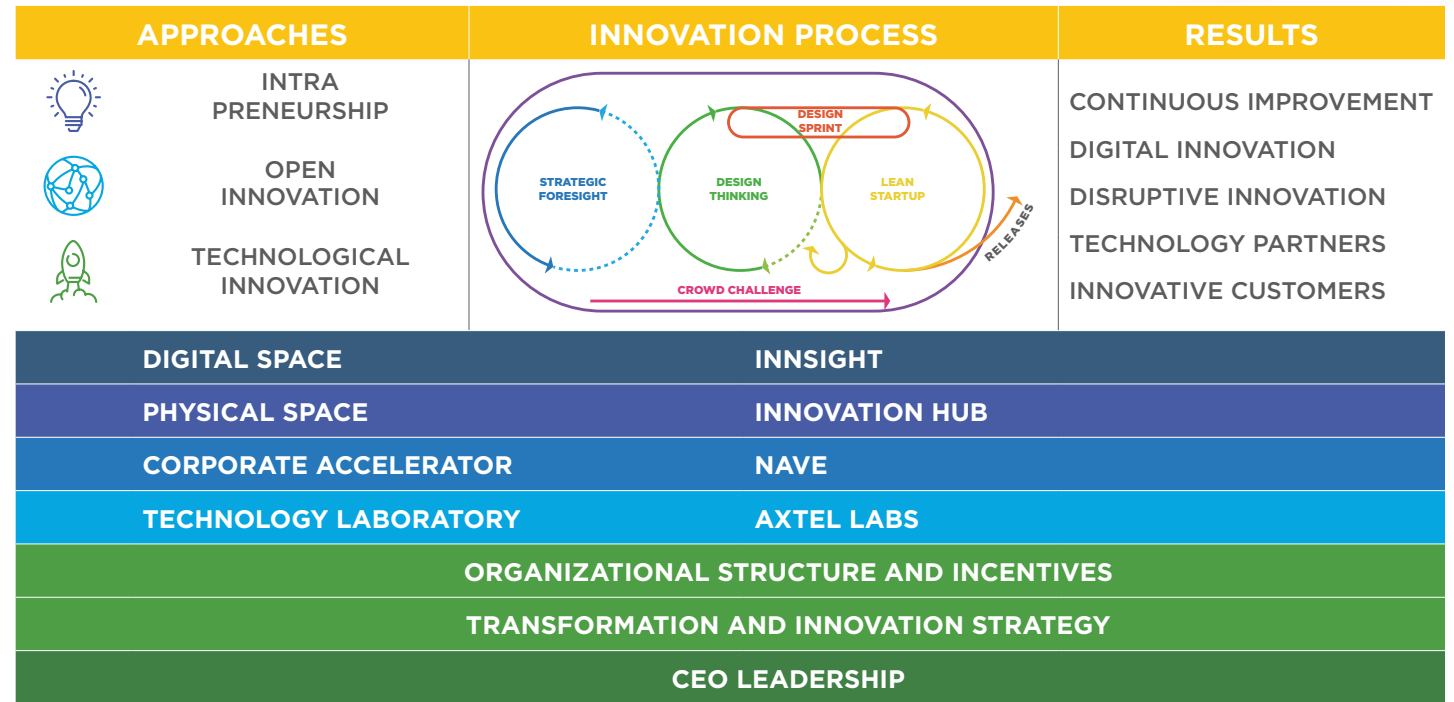 APPROACHES
INNOVATION PROCESS
RESULTS
INTRA
PRENEURSHIP
OPEN
INNOVATION
TECHNOLOGICAL
INNOVATION
STRATEGIC
FORESIGHT
DESIGN
THINKING
DESIGN
SPRINT
LEAN
STARTUP
RELEASES
CROWD CHALLENGE
CONTINUOUS IMPROVEMENT
DIGITAL INNOVATION
DISRUPTIVE INNOVATION
TECHNOLOGY PARTNERS
INNOVATIVE CUSTOMERS
DIGITAL SPACE
INNSIGHT
PHYSICAL SPACE
INNOVATION HUB
CORPORATE ACCELERATOR
NAVE
TECHNOLOGY LABORATORY
AXTEL LABS
ORGANIZATIONAL STRUCTURE AND INCENTIVES
TRANSFORMATION AND INNOVATION STRATEGY
CEO LEADERSHIP